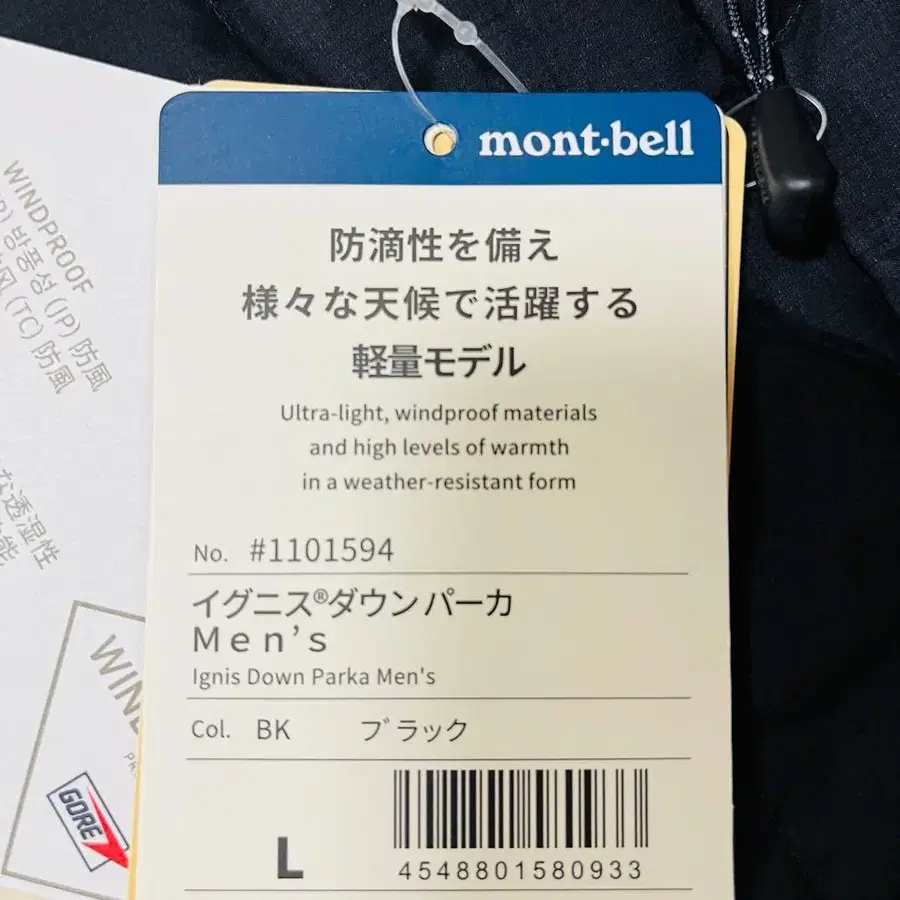 mont·bell
防滴性を備え
様々な天候で活躍する
軽量モデル
Ultra-light, windproof materials
and high levels of warmth
in a weather-resistant form
No. #1101594
イグニス®ダウンパーカ
Men's
Ignis Down Parka Men's
Col. BK ブラック
L
4548801580933
WINDPROOF
방풍성 (JP) 防風
(TC) 防風
透湿性
GORE